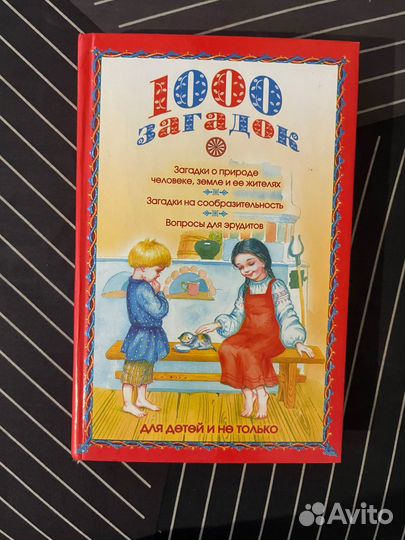 1000
загадок
Загадки о природе
человеке, земле и ее жителях
Загадки на сообразительность
Вопросы для эрудитов
для детей и не только
Avito